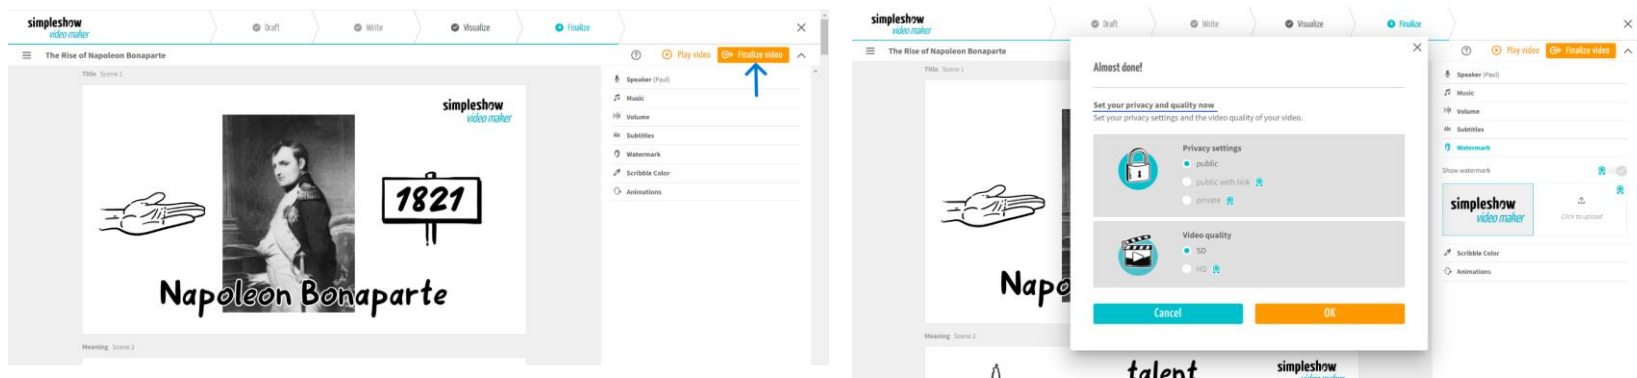 simpleshow
video maker
Draft
Write
Visualize
Finalize
The Rise of Napoleon Bonaparte
Play video
Finalize video
Title Scene 1
simpleshow
video maker
1821
Napoleon Bonaparte
Meaning Scene 2
Speaker (Paul)
Music
Volume
Abc Subtitles
Watermark
Scribble Color
Animations
simpleshow
video maker
Draft
Write
Visualize
Finalize
The Rise of Napoleon Bonaparte
Play video
Finalize video
Title Scene 1
Napo
Meaning Scene 2
talent
simpleshow
Almost done!
Set your privacy and quality now
Set your privacy settings and the video quality of your video.
Privacy settings
public
public with link
private
Video quality
SD
HD
Cancel
OK
Speaker (Paul)
Music
Volume
Abc Subtitles
Watermark
Show watermark
simpleshow
video maker
Click to upload
Scribble Color
Animations